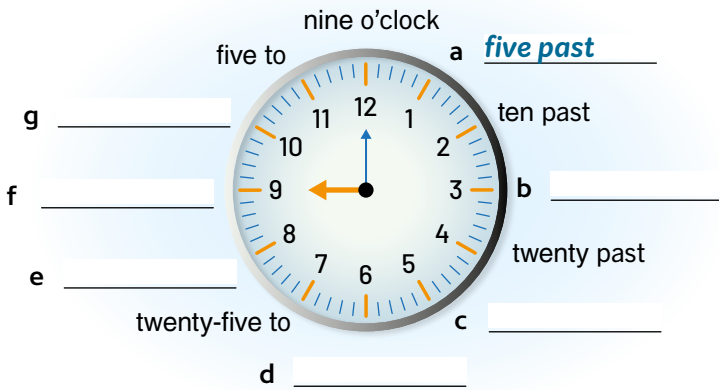 nine o'clock
five to
a five past
g
ten past
f
b
twenty past
e
twenty-five to
c
d
12
1
2
3
4
5
6
7
8
9
10
11